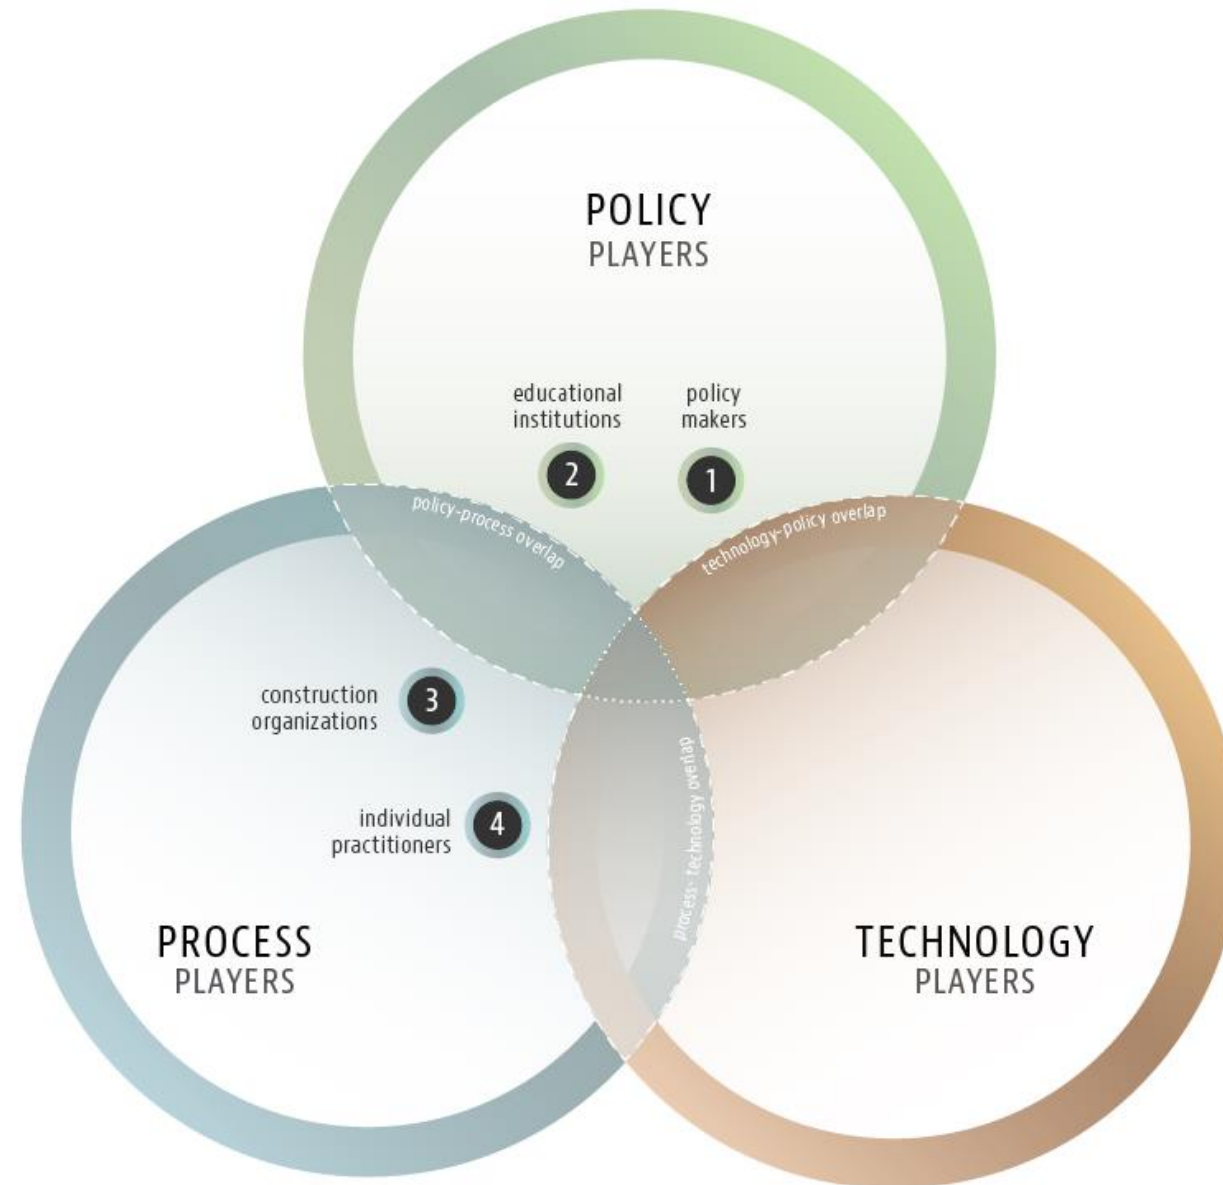 POLICY
PLAYERS
educational
institutions
policy
makers
2
1
policy-process overlap
technology-policy overlap
construction
organizations
3
individual
practitioners
4
process- technology overlap
PROCESS
PLAYERS
TECHNOLOGY
PLAYERS